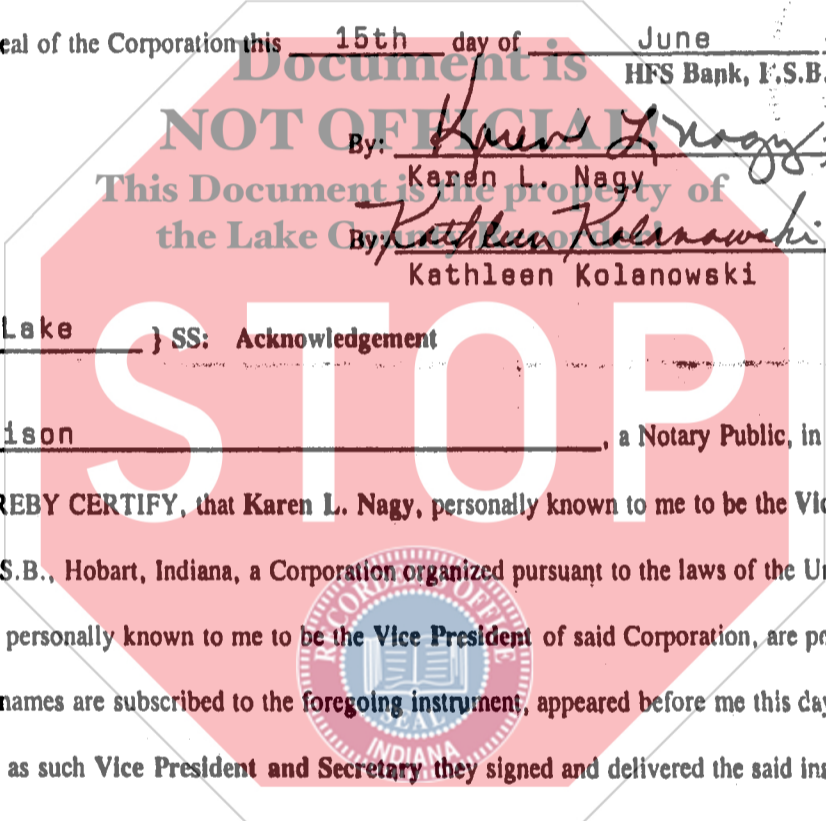 eal of the Corporation this 15th day of June
Document is
HFS Bank, F.S.B.
NOT OFFICIAL!
By: Karen L. Nagy
Karen L. Nagy
This Document is the property of
the Lake County Recorder!
By: Kathleen Kolanowski
Kathleen Kolanowski
STOP
Lake } SS: Acknowledgement
ison , a Notary Public, in
REBY CERTIFY, that Karen L. Nagy, personally known to me to be the Vic
S.B., Hobart, Indiana, a Corporation organized pursuant to the laws of the Un
personally known to me to be the Vice President of said Corporation, are pe
names are subscribed to the foregoing instrument, appeared before me this day
as such Vice President and Secretary they signed and delivered the said ins
RECORDER'S OFFICE
SEAL
INDIANA